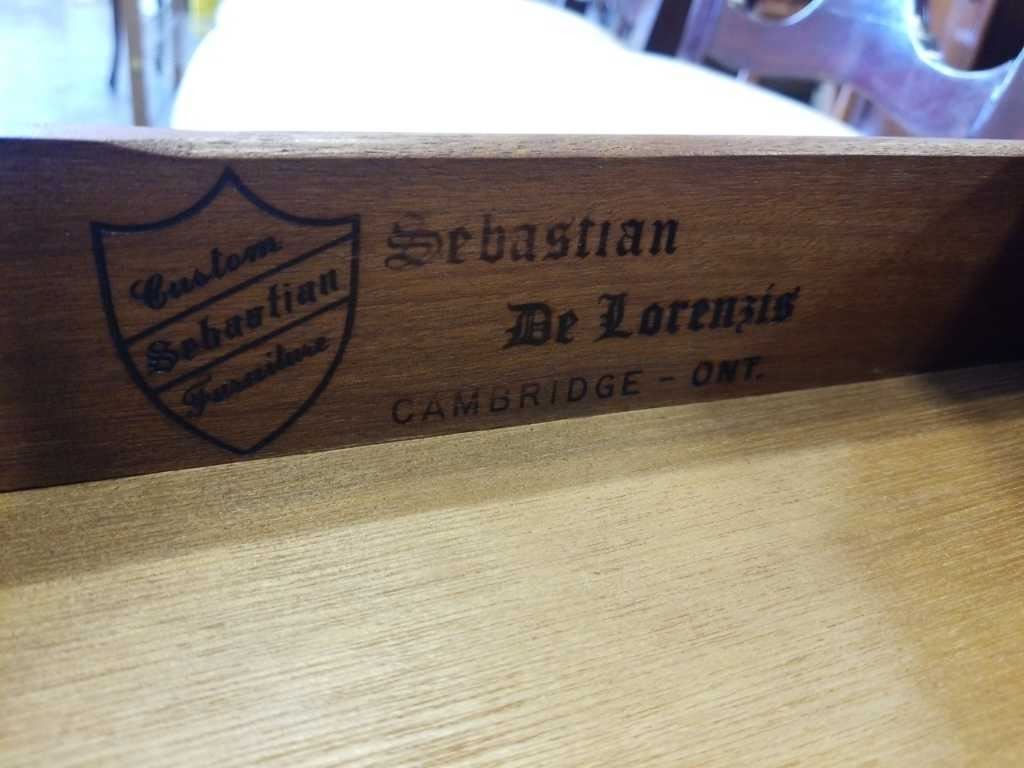 Custom
Sebastian
Furniture
Sebastian
De Lorenzis
CAMBRIDGE - ONT.